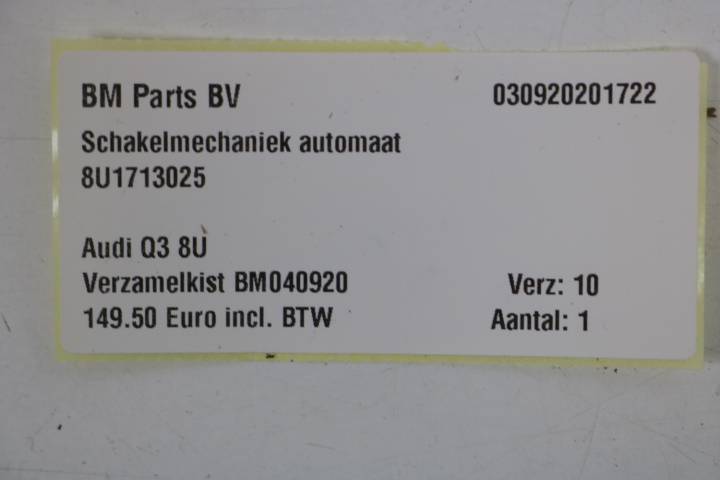 BM Parts BV 030920201722
Schakelmechaniek automaat
8U1713025
Audi Q3 8U
Verzamelkist BM040920 Verz: 10
149.50 Euro incl. BTW Aantal: 1